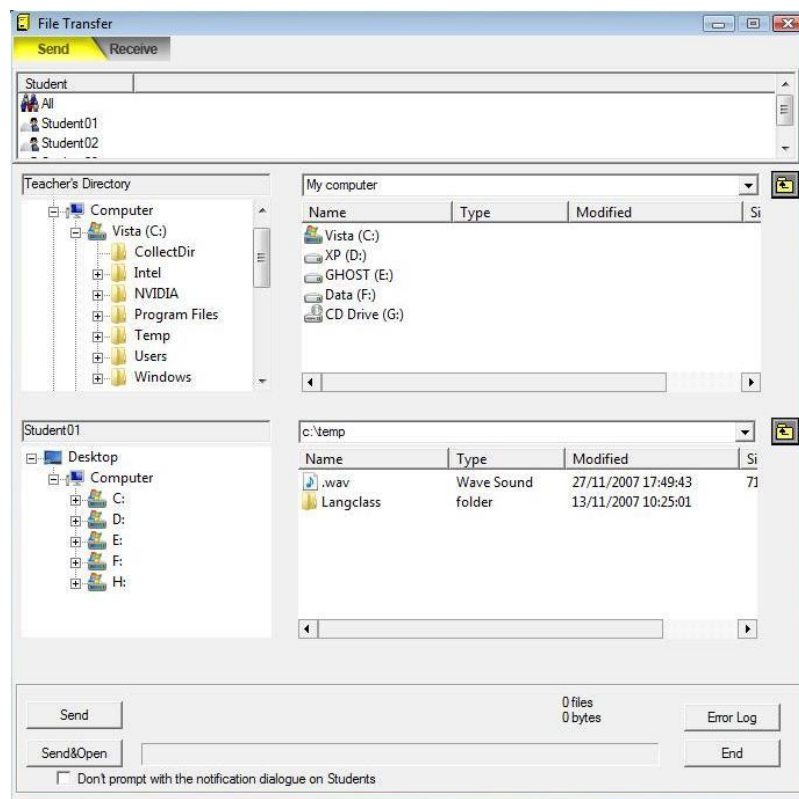 File Transfer
Send Receive
Student
All
Student01
Student02
Teacher's Directory
Computer
Vista (C:)
CollectDir
Intel
NVIDIA
Program Files
Temp
Users
Windows
My computer
Name Type Modified Si
Vista (C:)
XP (D:)
GHOST (E:)
Data (F:)
CD Drive (G:)
Student01
Desktop
Computer
C:
D:
E:
F:
H:
c:\temp
Name Type Modified Si
.wav Wave Sound 27/11/2007 17:49:43 71
Langclass folder 13/11/2007 10:25:01
Send
0 files
0 bytes
Error Log
Send&Open
End
Don't prompt with the notification dialogue on Students